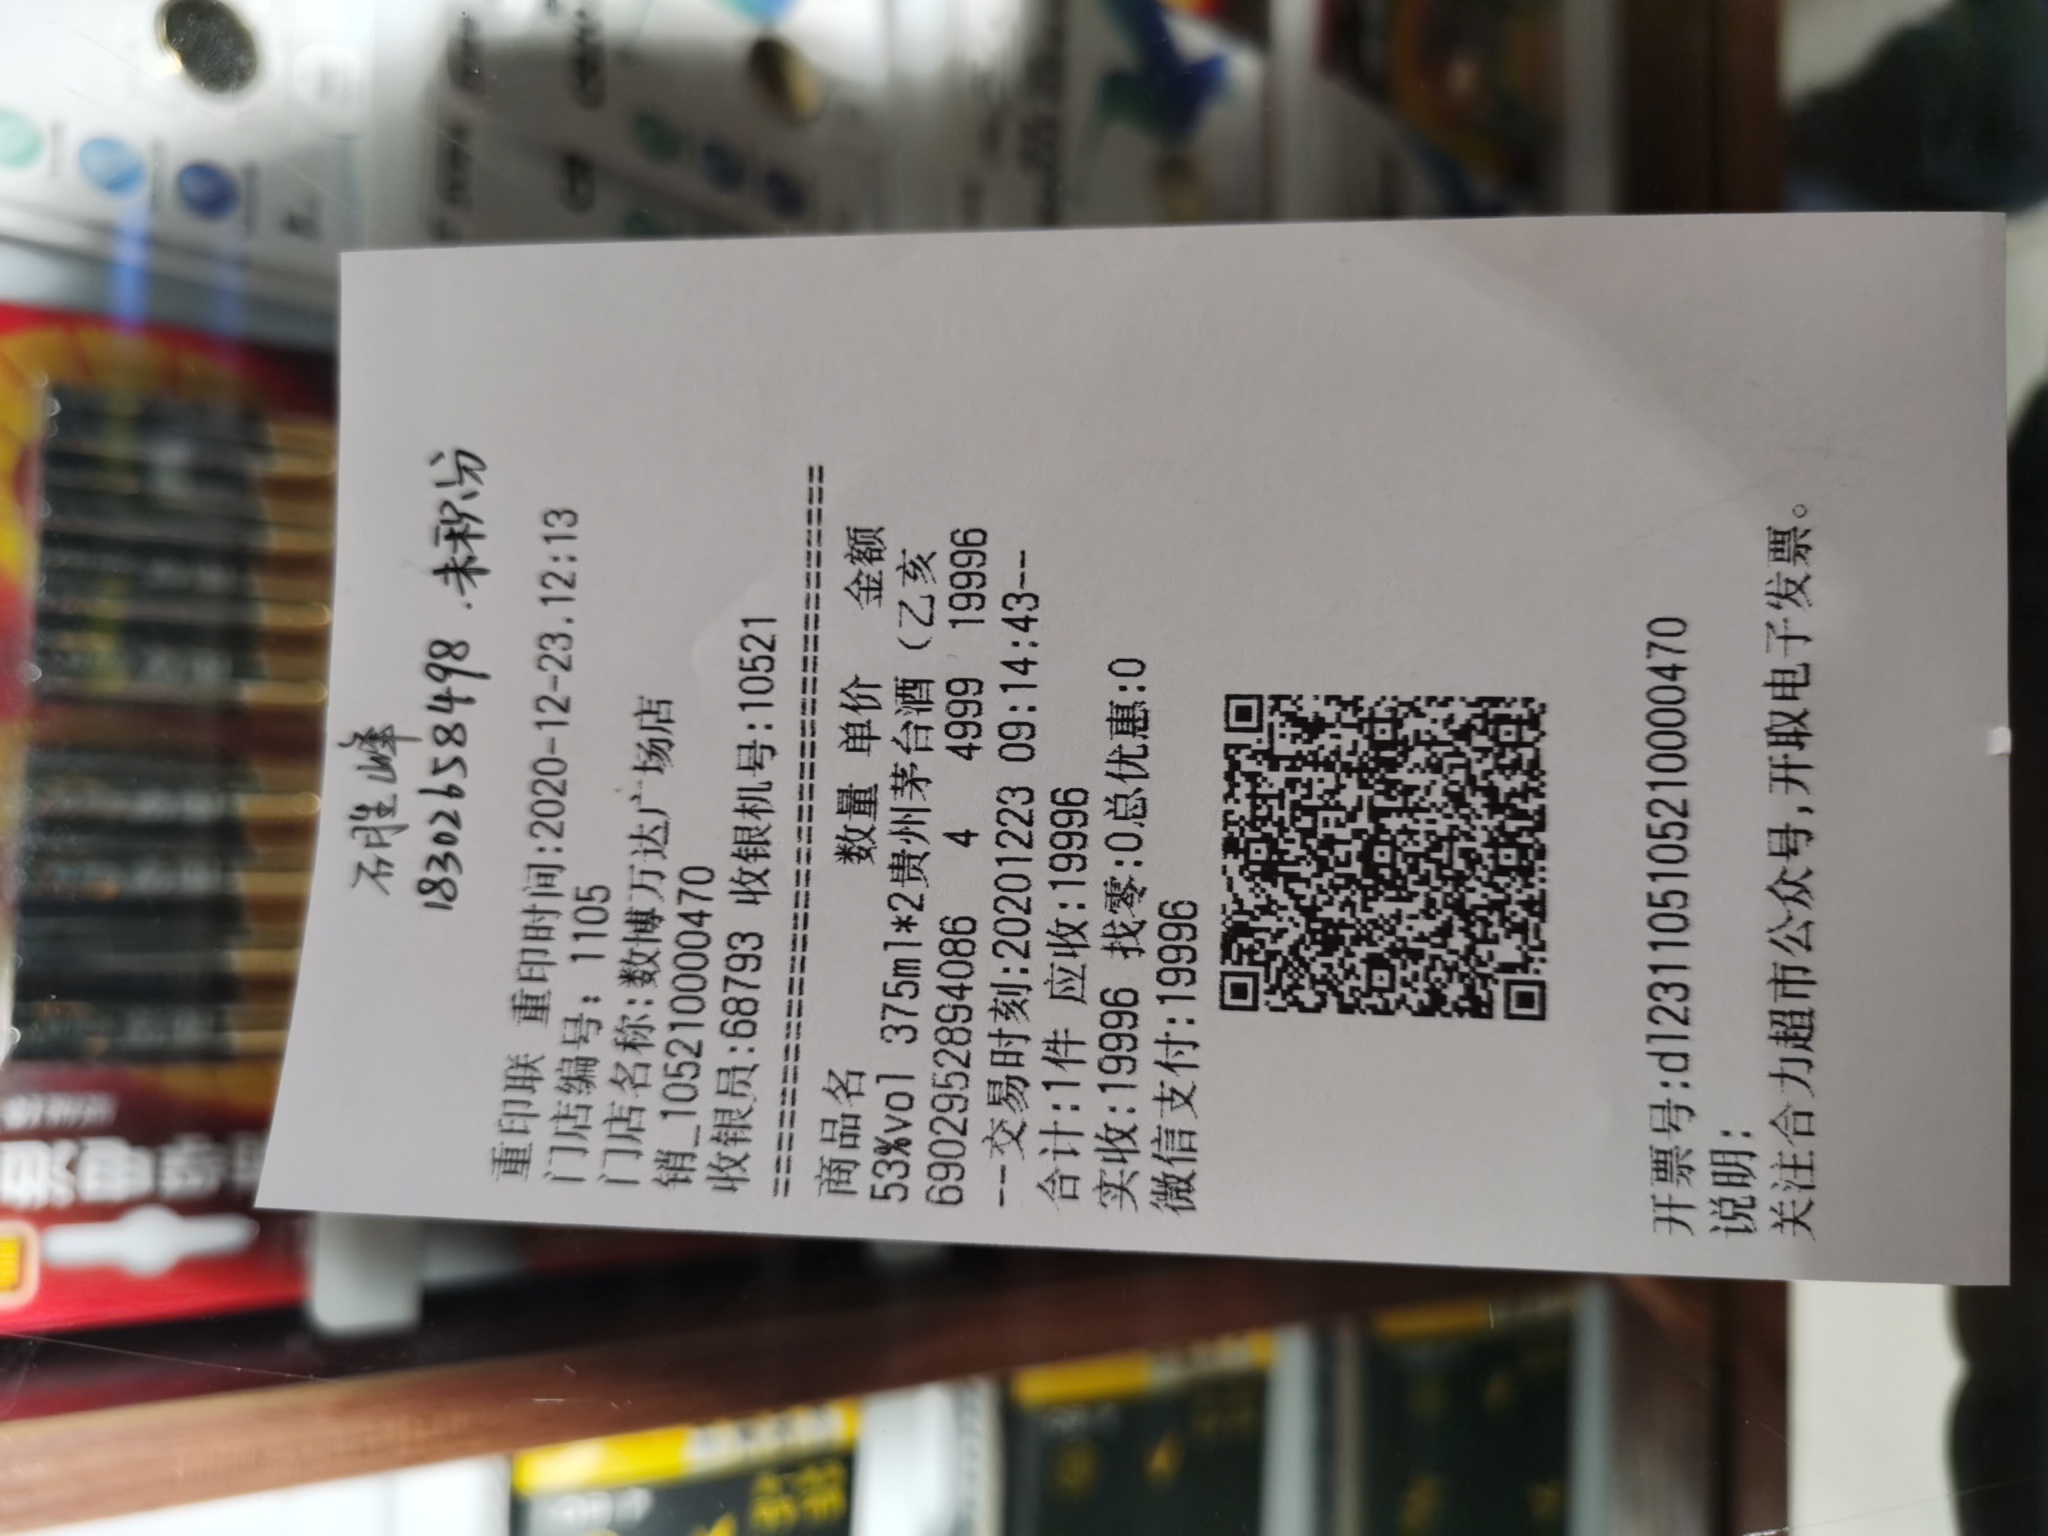 石胜峰
18302658498.未积分
重印联 重印时间:2020-12-23.12:13
门店编号: 1105
门店名称:数博万达广场店
销_105210000470
收银员:68793 收银机号:10521
商品名 数量 单价 金额
53%vol 375ml*2贵州茅台酒(乙亥
6902952894086 4 4999 19996
--交易时刻:20201223 09:14:43--
合计:1件 应收:19996
实收:19996 找零:0总优惠:0
微信支付:19996
开票号:d1231105105210000470
说明:
关注合力超市公众号,开取电子发票。